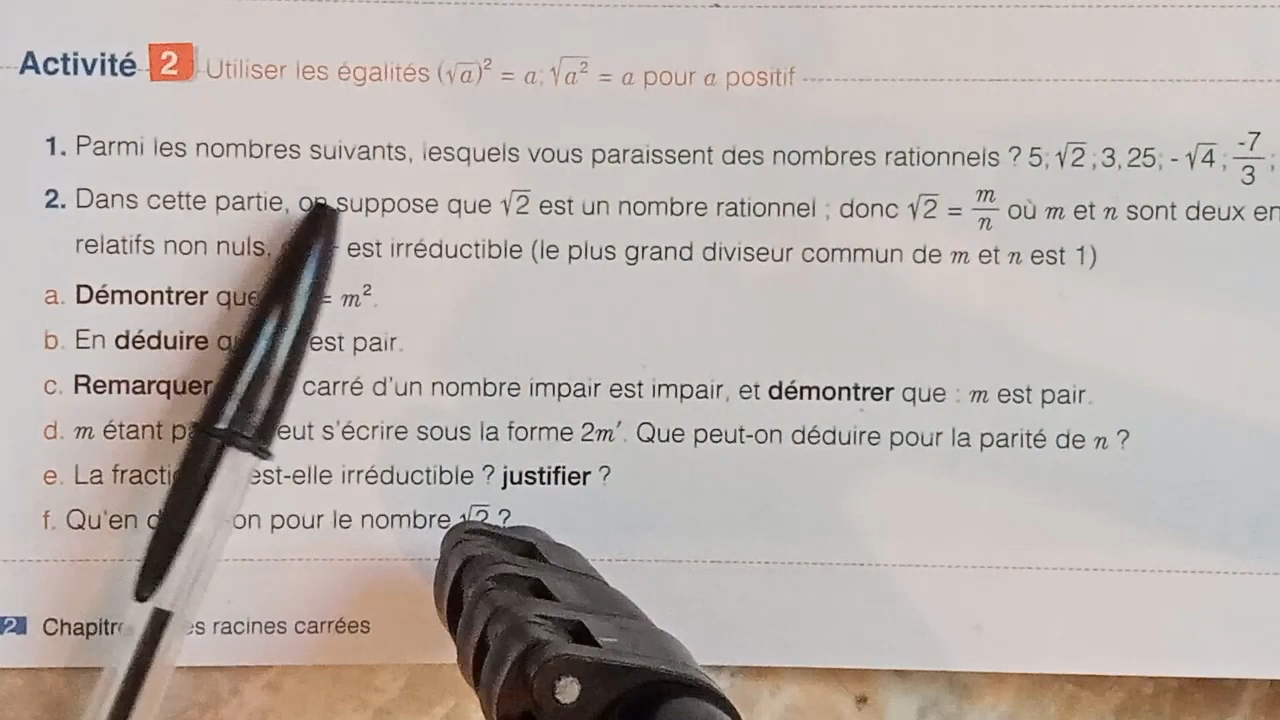 Activité 2 Utiliser les égalités (√a)² = a; √a² = a pour a positif
1. Parmi les nombres suivants, lesquels vous paraissent des nombres rationnels ? 5; √2 ; 3, 25; - √4 ; -7/3 ;
2. Dans cette partie, on suppose que √2 est un nombre rationnel ; donc √2 = m/n où m et n sont deux
relatifs non nuls, est irréductible (le plus grand diviseur commun de m et n est 1)
a. Démontrer que = m².
b. En déduire est pair.
c. Remarquer carré d'un nombre impair est impair, et démontrer que : m est pair.
d. m étant s'écrire sous la forme 2m'. Que peut-on déduire pour la parité de n ?
e. La est-elle irréductible ? justifier ?
f. Qu'en on pour le nombre √2 ?
2 racines carrées